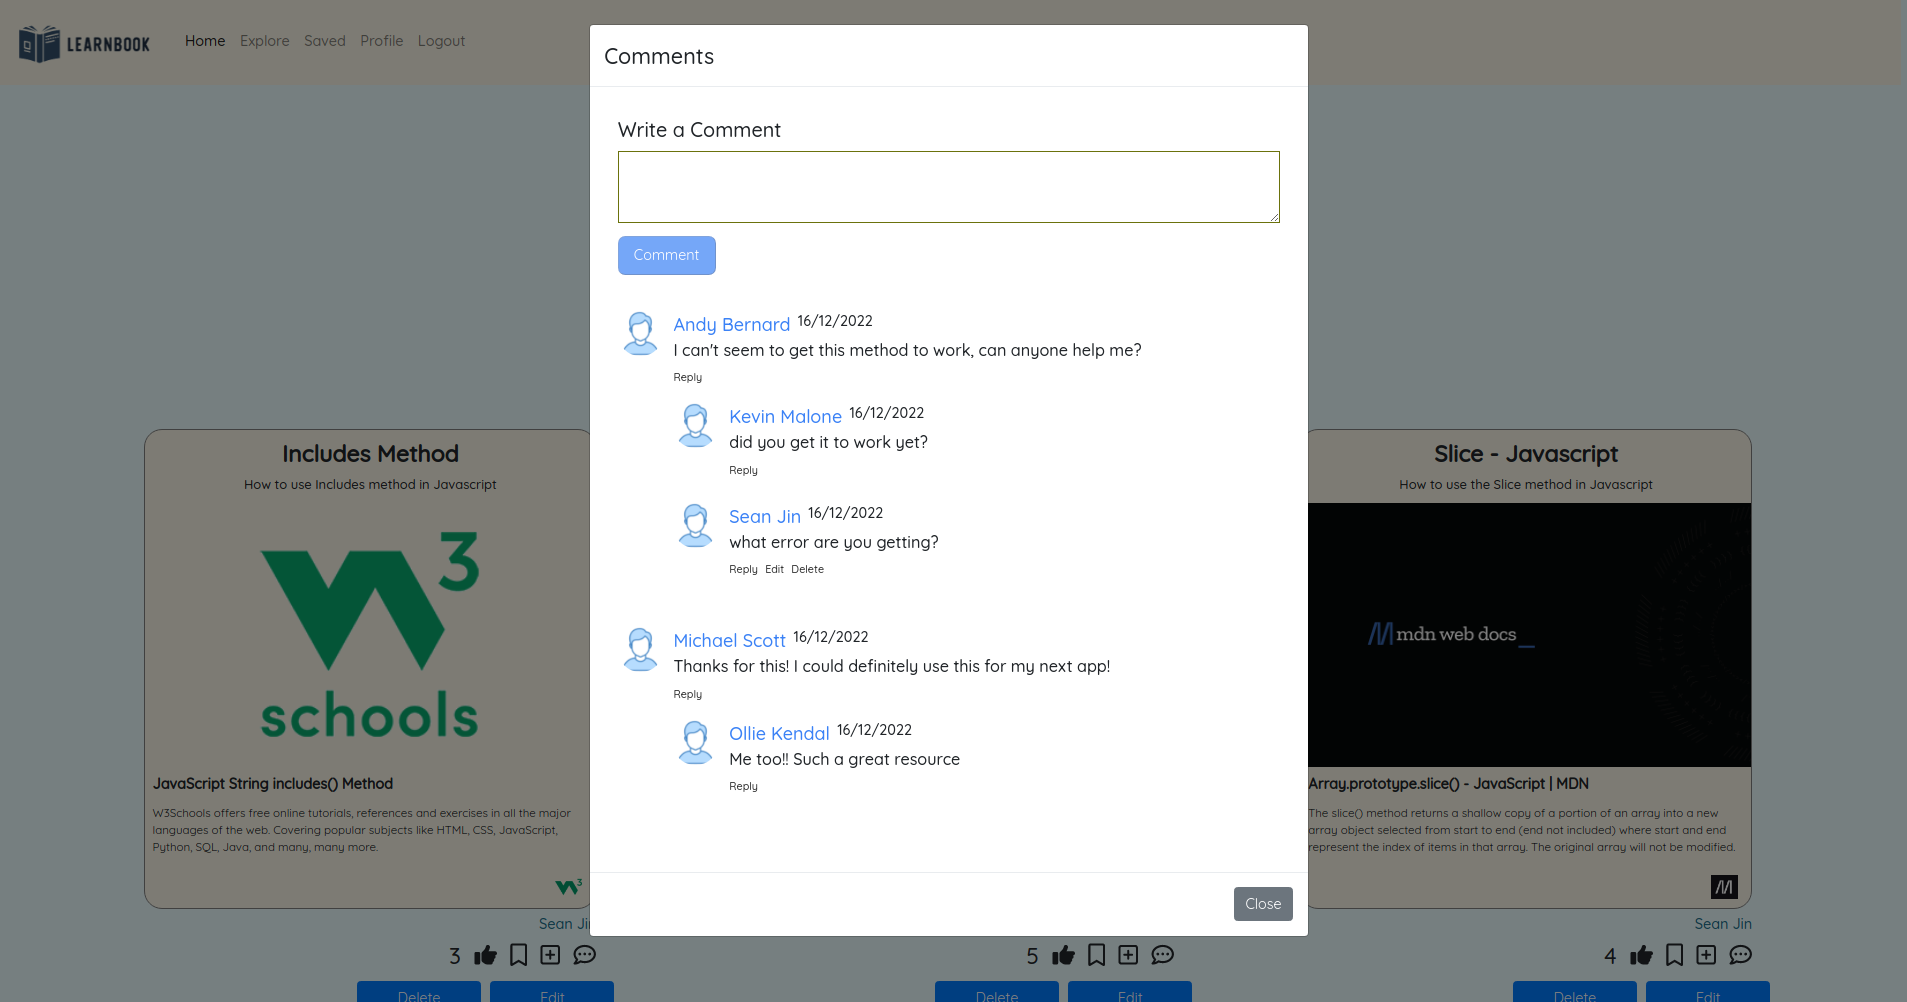 LEARNBOOK
Home Explore Saved Profile Logout
Comments
Write a Comment
Comment
Andy Bernard 16/12/2022
I can't seem to get this method to work, can anyone help me?
Reply
Kevin Malone 16/12/2022
did you get it to work yet?
Reply
Sean Jin 16/12/2022
what error are you getting?
Reply Edit Delete
Michael Scott 16/12/2022
Thanks for this! I could definitely use this for my next app!
Reply
Ollie Kendal 16/12/2022
Me too!! Such a great resource
Reply
Close
Includes Method
How to use Includes method in Javascript
W3
schools
JavaScript String includes() Method
W3Schools offers free online tutorials, references and exercises in all the major
languages of the web. Covering popular subjects like HTML, CSS, JavaScript,
Python, SQL, Java, and many, many more.
W3
Sean Jin
3
Delete Edit
5
Delete Edit
Slice - Javascript
How to use the Slice method in Javascript
mdn web docs_
Array.prototype.slice() - JavaScript | MDN
The slice() method returns a shallow copy of a portion of an array into a new
array object selected from start to end (end not included) where start and end
represent the index of items in that array. The original array will not be modified.
Sean Jin
4
Delete Edit